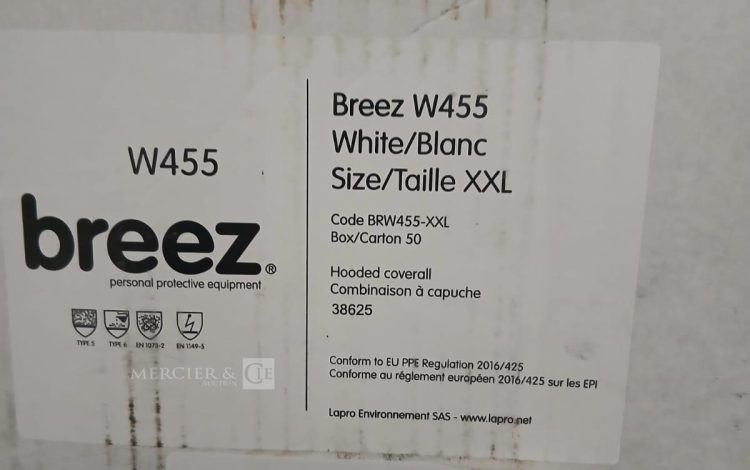 W455
breez®
personal protective equipment
TYPE 5 TYPE 6 EN 1073-2 EN 1149-5
Breez W455
White/Blanc
Size/Taille XXL
Code BRW455-XXL
Box/Carton 50
Hooded coverall
Combinaison à capuche
38625
Conform to EU PPE Regulation 2016/425
Conforme au réglement européen 2016/425 sur les EPI
Lapro Environnement SAS - www.lapro.net
MERCIER & CIE
AUCTION